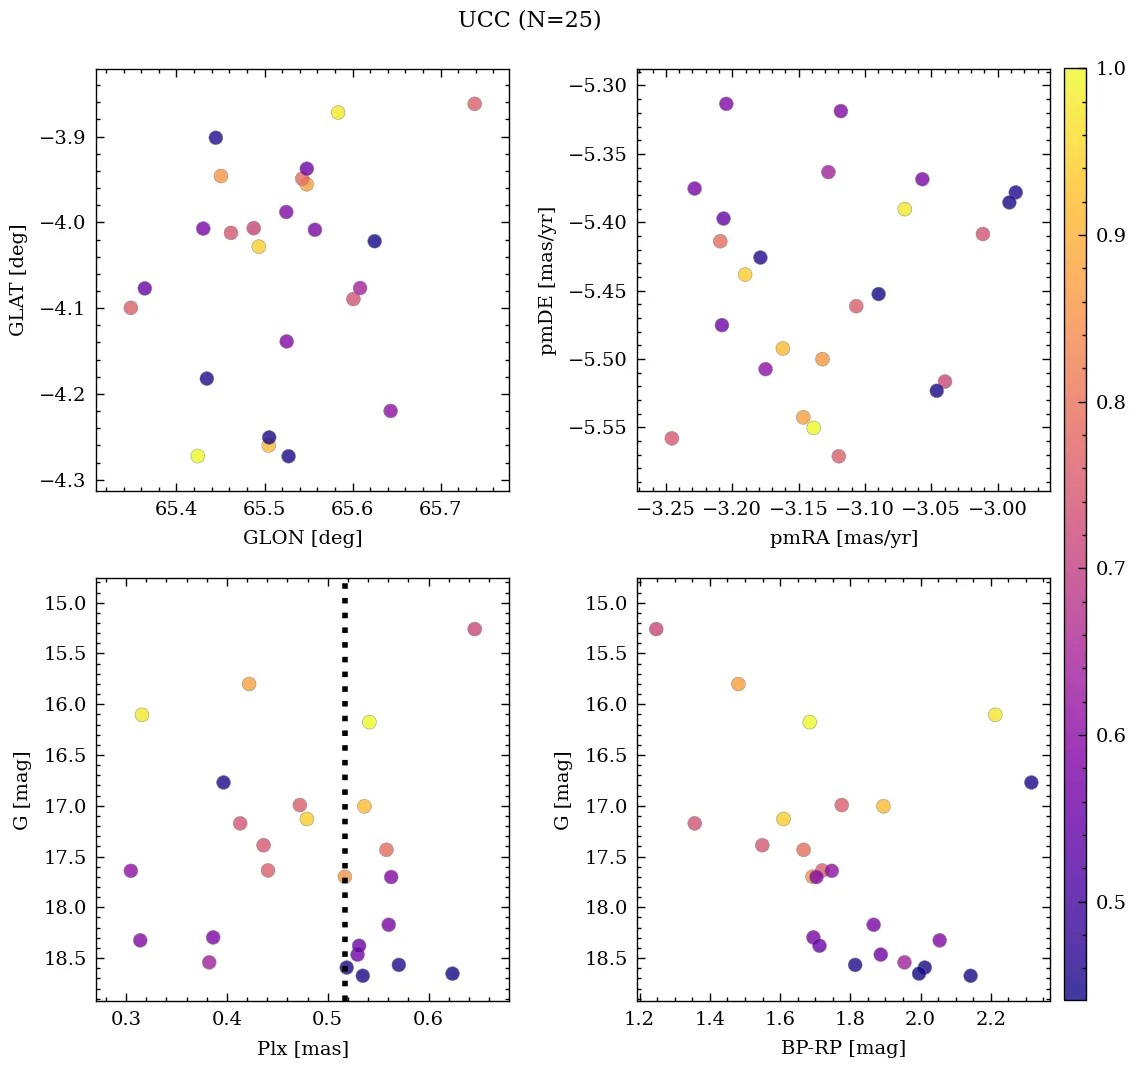 UCC (N=25)
−3.9
−4.0
−4.1
−4.2
−4.3
GLAT [deg]
65.4 65.5 65.6 65.7
GLON [deg]
−5.30
−5.35
−5.40
−5.45
−5.50
−5.55
pmDE [mas/yr]
−3.25 −3.20 −3.15 −3.10 −3.05 −3.00
pmRA [mas/yr]
15.0
15.5
16.0
16.5
17.0
17.5
18.0
18.5
G [mag]
0.3 0.4 0.5 0.6
Plx [mas]
15.0
15.5
16.0
16.5
17.0
17.5
18.0
18.5
G [mag]
1.2 1.4 1.6 1.8 2.0 2.2
BP-RP [mag]
1.0
0.9
0.8
0.7
0.6
0.5